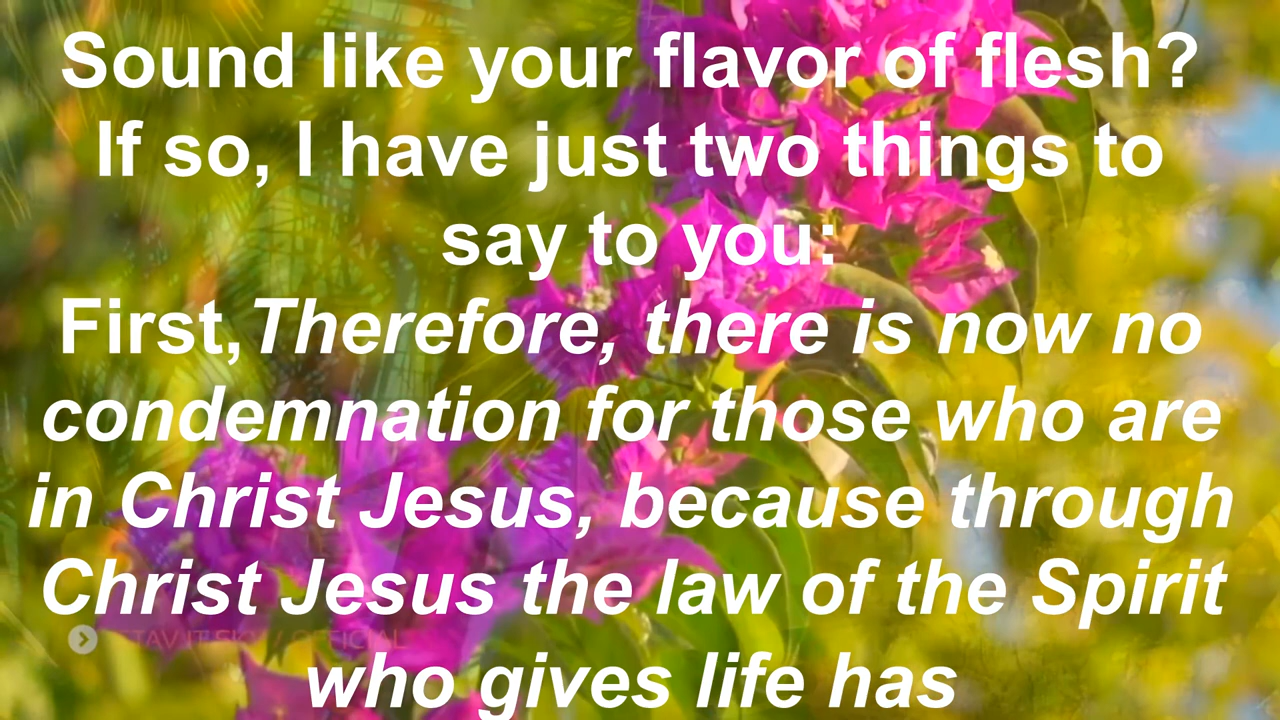 Sound like your flavor of flesh?
If so, I have just two things to
say to you:
First,Therefore, there is now no
condemnation for those who are
in Christ Jesus, because through
Christ Jesus the law of the Spirit
who gives life has
OFFICIAL